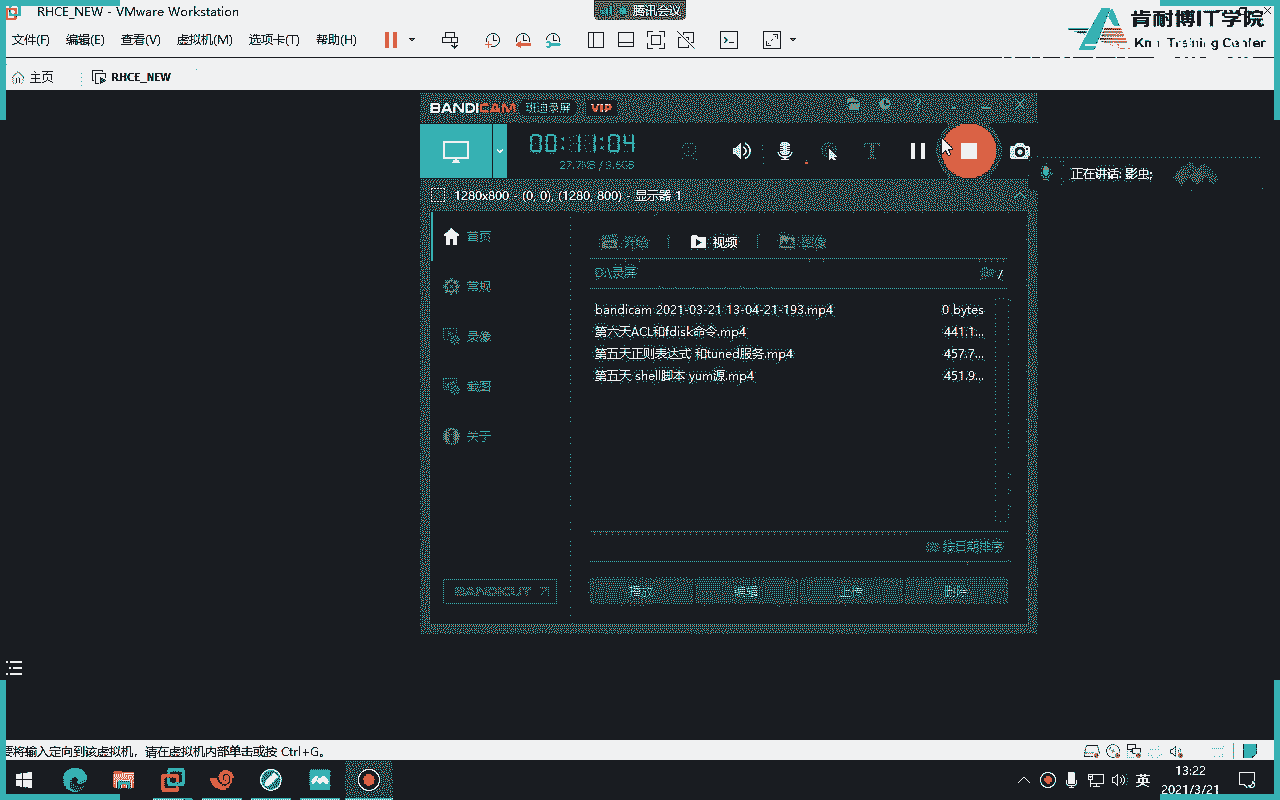 RHCE_NEW - VMware Workstation
腾讯会议
肯耐博IT学院
文件(F) 编辑(E) 查看(V) 虚拟机(M) 选项卡(T) 帮助(H)
Training Center
主页
RHCE_NEW
BANDICAM 班迪录屏 VIP
00:11:04
27.7MB / 9.6GB
正在讲话: 影虫;
1280x800 - (0, 0), (1280, 800) - 显示器 1
首页
开始
视频
图像
D:\录屏
常规
bandicam 2021-03-21 13-04-21-193.mp4 0 bytes
第六天ACL和fdisk命令.mp4 441.1...
录像
第五天正则表达式 和tuned服务.mp4 457.7...
第五天 shell脚本 yum源.mp4 451.9...
截图
关于
按日期排序
BANDICUT
播放 编辑 上传 删除
要将输入定向到该虚拟机，请在虚拟机内部单击或按 Ctrl+G。
英
13:22
2021/3/21